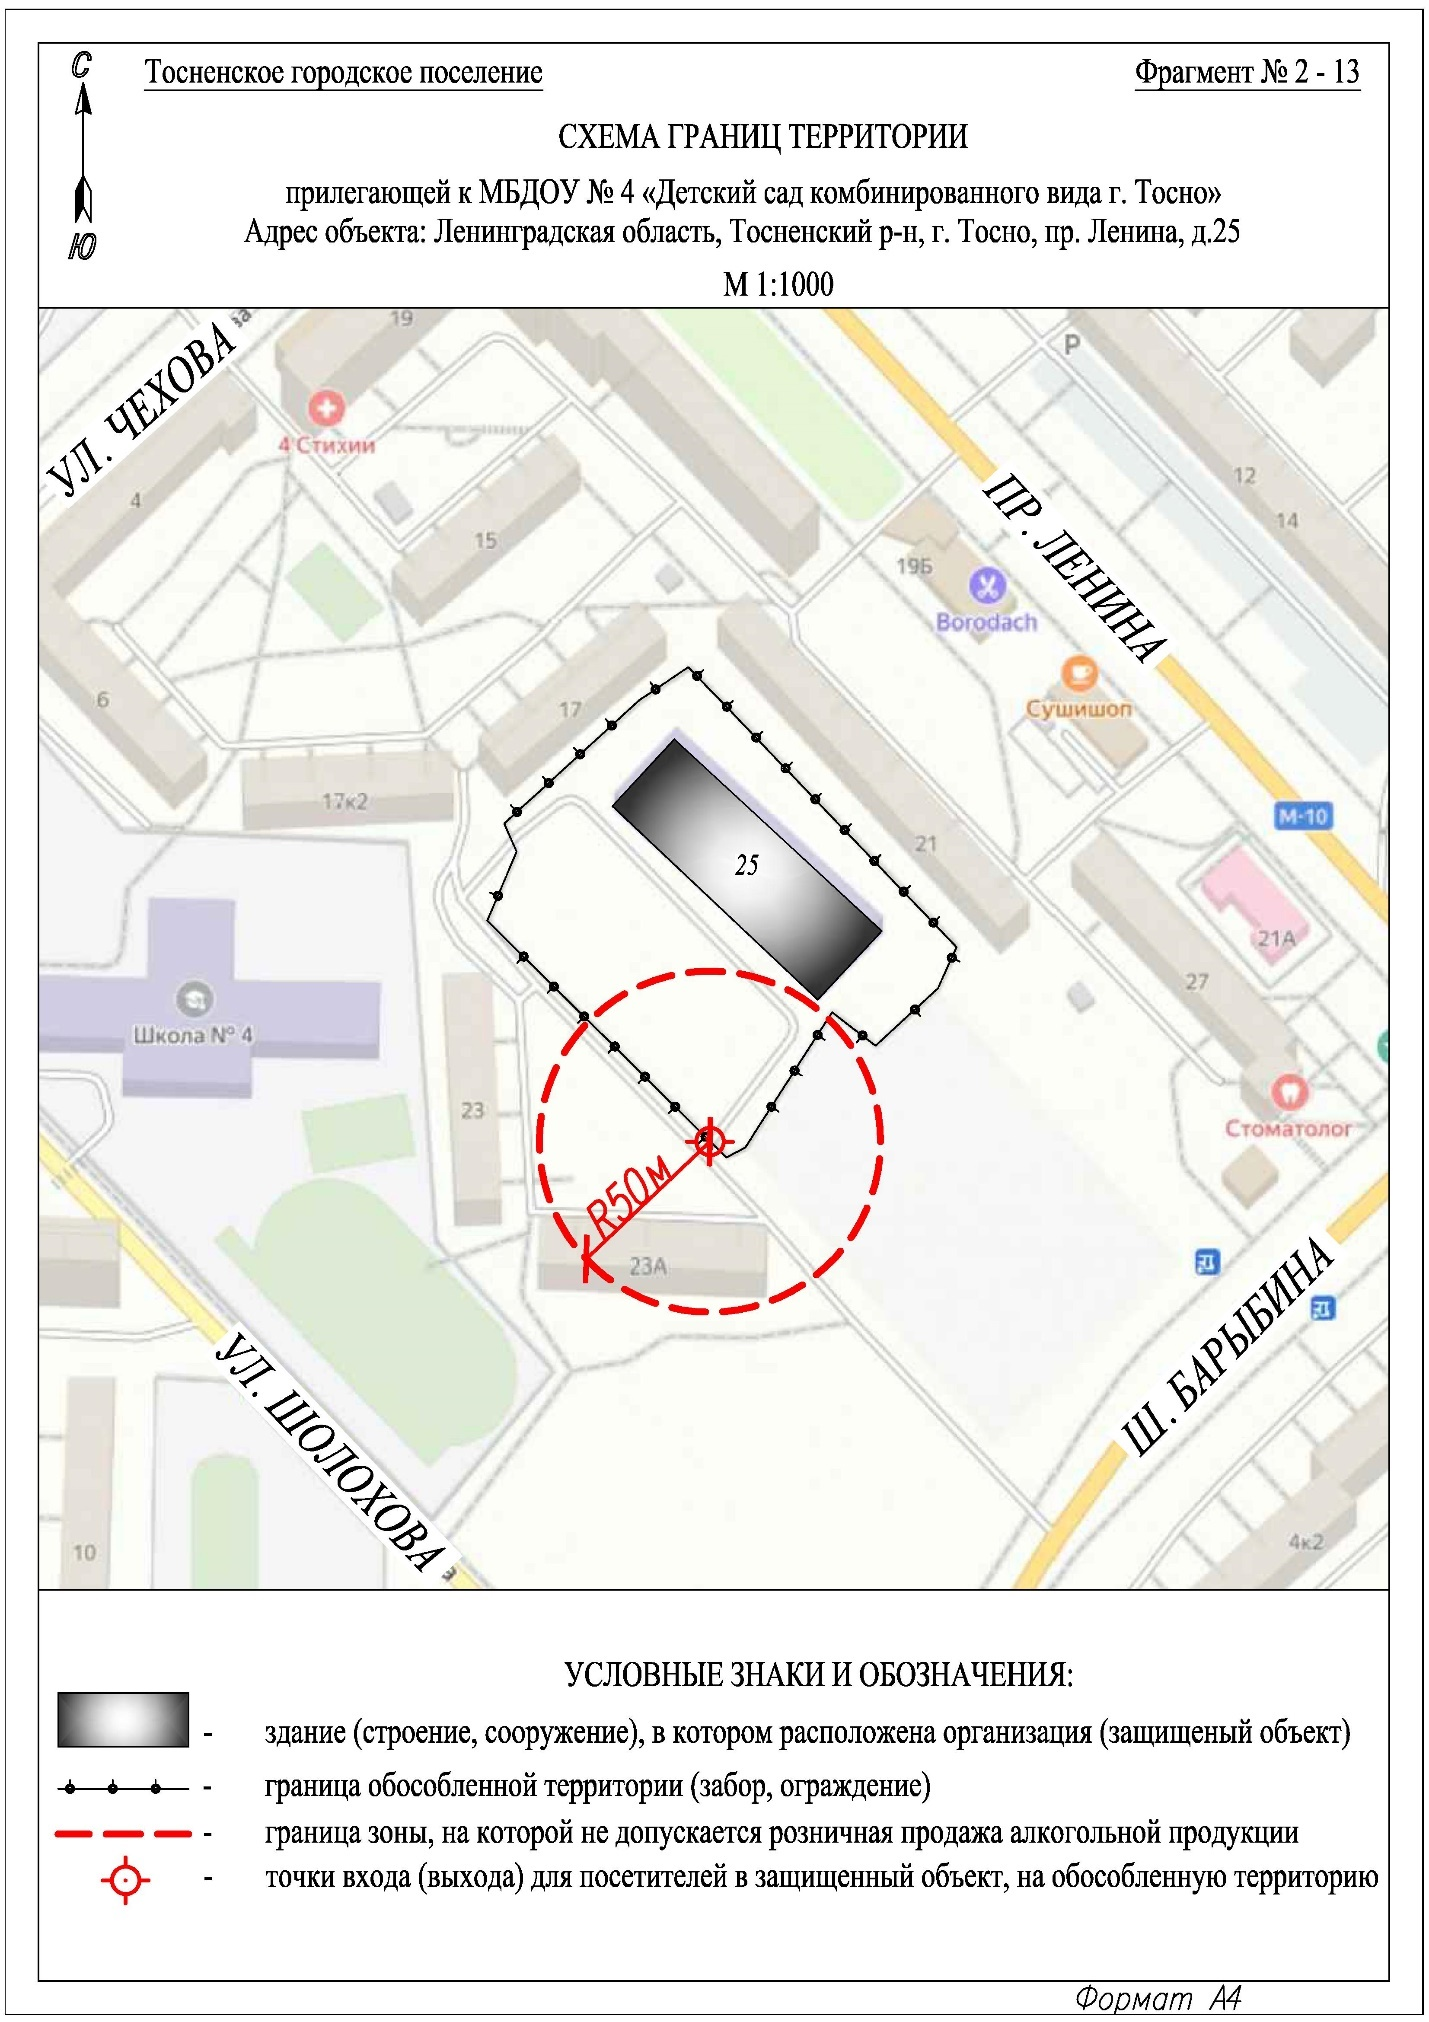 С
Ю
Тосненское городское поселение
Фрагмент № 2 - 13
СХЕМА ГРАНИЦ ТЕРРИТОРИИ
прилегающей к МБДОУ № 4 «Детский сад комбинированного вида г. Тосно»
Адрес объекта: Ленинградская область, Тосненский р-н, г. Тосно, пр. Ленина, д.25
М 1:1000
УЛ. ЧЕХОВА
19
P
4 Стихии
4
12
ПР. ЛЕНИНА
14
15
19Б
Borodach
6
17
Сушишоп
17к2
М-10
21
25
21А
27
Школа № 4
23
Стоматолог
R50м
23А
УЛ. ШОЛОХОВА
Ш. БАРЫБИНА
10
4к2
УСЛОВНЫЕ ЗНАКИ И ОБОЗНАЧЕНИЯ:
- здание (строение, сооружение), в котором расположена организация (защищеный объект)
- граница обособленной территории (забор, ограждение)
- граница зоны, на которой не допускается розничная продажа алкогольной продукции
- точки входа (выхода) для посетителей в защищенный объект, на обособленную территорию
Формат А4